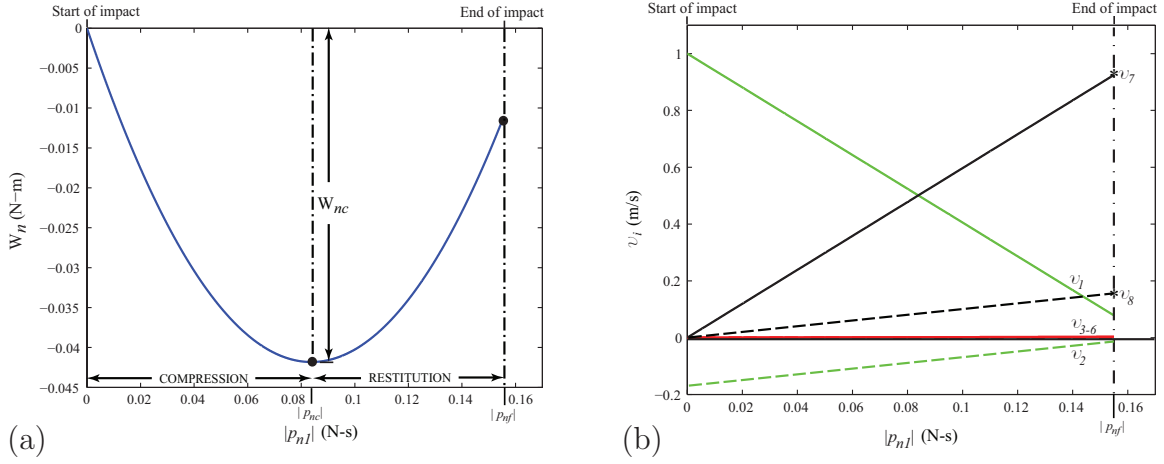 Start of impact
End of impact
0
−0.005
−0.01
−0.015
−0.02
−0.025
−0.03
−0.035
−0.04
−0.045
W_n (N−m)
W_nc
COMPRESSION
RESTITUTION
0
0.02
0.04
0.06
0.08
0.1
0.12
0.14
0.16
|p_nc|
|p_nf|
|p_n1| (N-s)
(a)
Start of impact
End of impact
1
0.8
0.6
0.4
0.2
0
−0.2
υ_i (m/s)
υ_7
υ_1
υ_8
υ_3-6
υ_2
0
0.02
0.04
0.06
0.08
0.1
0.12
0.14
0.16
|p_nf|
|p_n1| (N-s)
(b)